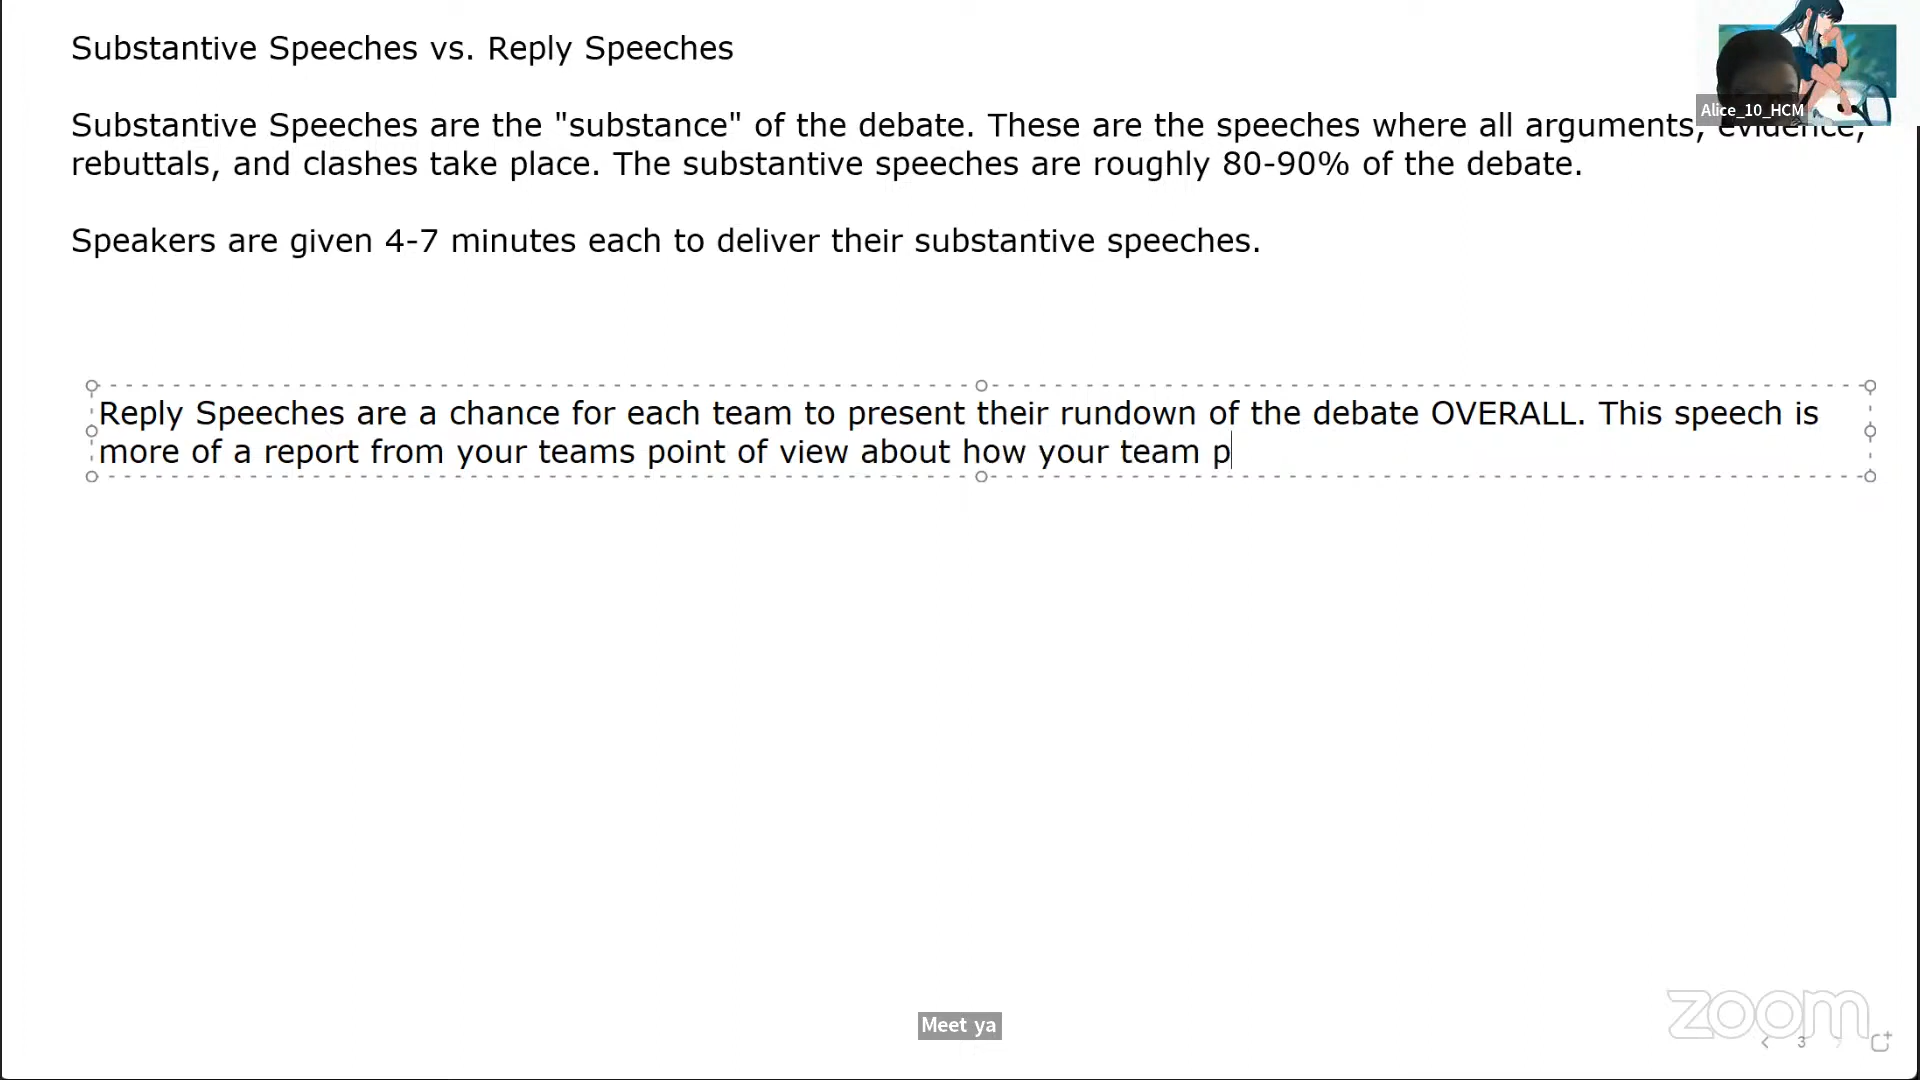 Substantive Speeches vs. Reply Speeches
Alice_10_HCM
Substantive Speeches are the "substance" of the debate. These are the speeches where all arguments, evidence,
rebuttals, and clashes take place. The substantive speeches are roughly 80-90% of the debate.
Speakers are given 4-7 minutes each to deliver their substantive speeches.
Reply Speeches are a chance for each team to present their rundown of the debate OVERALL. This speech is
more of a report from your teams point of view about how your team p
Meet ya
zoom
3